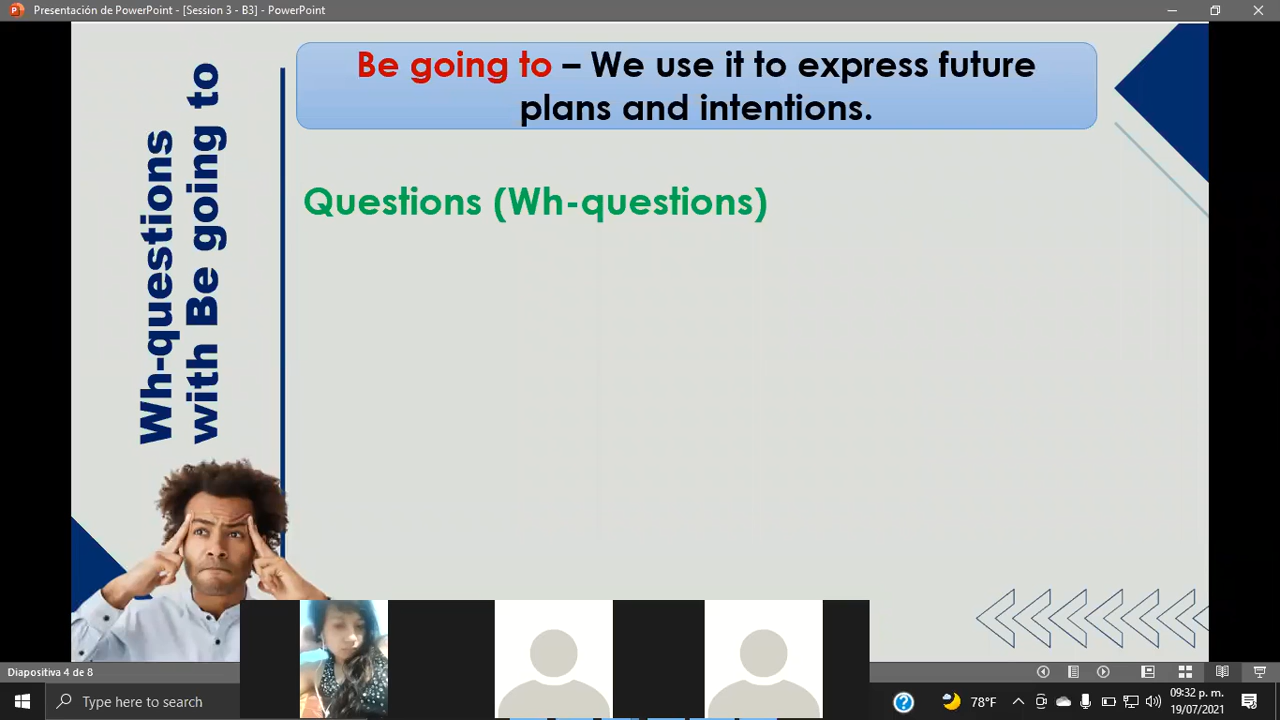 Presentación de PowerPoint - [Session 3 - B3] - PowerPoint
Be going to – We use it to express future
plans and intentions.
Wh-questions
with Be going to
Questions (Wh-questions)
Diapositiva 4 de 8
Type here to search
78°F
09:32 p. m.
19/07/2021